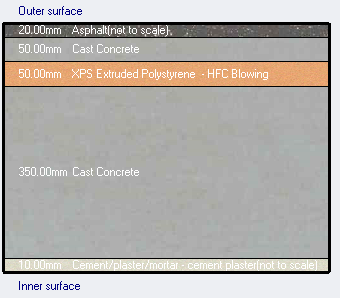 Outer surface
20.00mm Asphalt(not to scale)
50.00mm Cast Concrete
50.00mm XPS Extruded Polystyrene - HFC Blowing
350.00mm Cast Concrete
10.00mm Cement/plaster/mortar - cement plaster(not to scale)
Inner surface